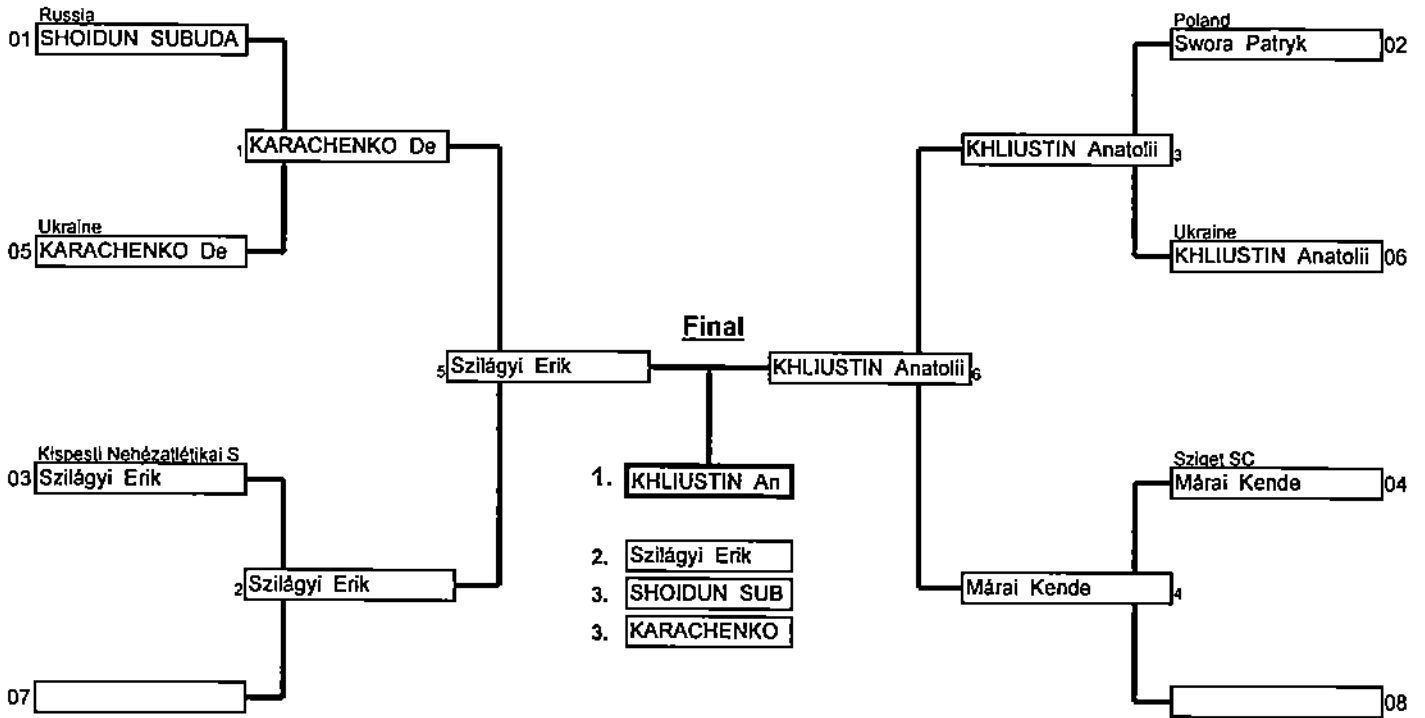 Russia
01 SHOIDUN SUBUDA
Poland
Swora Patryk 02
1 KARACHENKO De
KHLIUSTIN Anatolii 3
Ukraine
05 KARACHENKO De
Ukraine
KHLIUSTIN Anatolii 06
Final
5 Szilágyi Erik
KHLIUSTIN Anatolii 6
Kispesti Nehézatlétikai S
03 Szilágyi Erik
Sziget SC
Márai Kende 04
1. KHLIUSTIN An
2. Szilágyi Erik
3. SHOIDUN SUB
3. KARACHENKO
2 Szilágyi Erik
Márai Kende 4
07
08